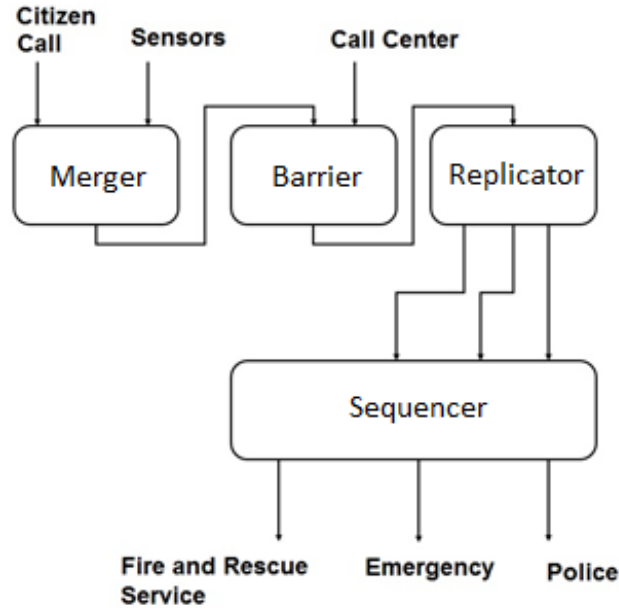 Citizen
Call
Sensors
Call Center
Merger
Barrier
Replicator
Sequencer
Fire and Rescue
Service
Emergency
Police